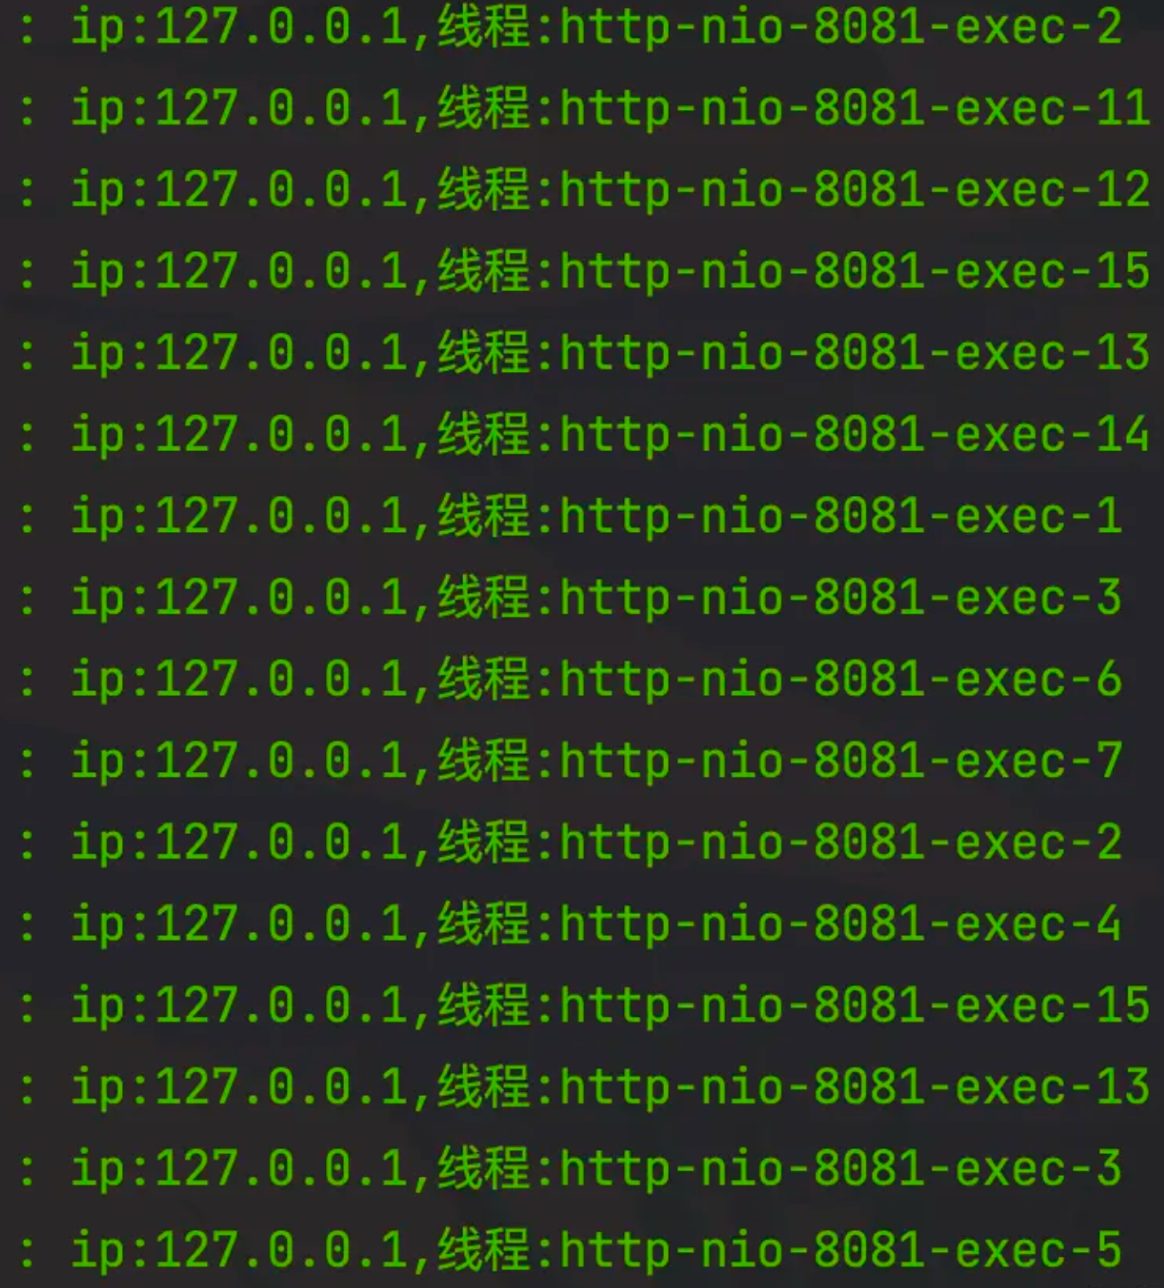 : ip:127.0.0.1,线程:http-nio-8081-exec-2
: ip:127.0.0.1,线程:http-nio-8081-exec-11
: ip:127.0.0.1,线程:http-nio-8081-exec-12
: ip:127.0.0.1,线程:http-nio-8081-exec-15
: ip:127.0.0.1,线程:http-nio-8081-exec-13
: ip:127.0.0.1,线程:http-nio-8081-exec-14
: ip:127.0.0.1,线程:http-nio-8081-exec-1
: ip:127.0.0.1,线程:http-nio-8081-exec-3
: ip:127.0.0.1,线程:http-nio-8081-exec-6
: ip:127.0.0.1,线程:http-nio-8081-exec-7
: ip:127.0.0.1,线程:http-nio-8081-exec-2
: ip:127.0.0.1,线程:http-nio-8081-exec-4
: ip:127.0.0.1,线程:http-nio-8081-exec-15
: ip:127.0.0.1,线程:http-nio-8081-exec-13
: ip:127.0.0.1,线程:http-nio-8081-exec-3
: ip:127.0.0.1,线程:http-nio-8081-exec-5